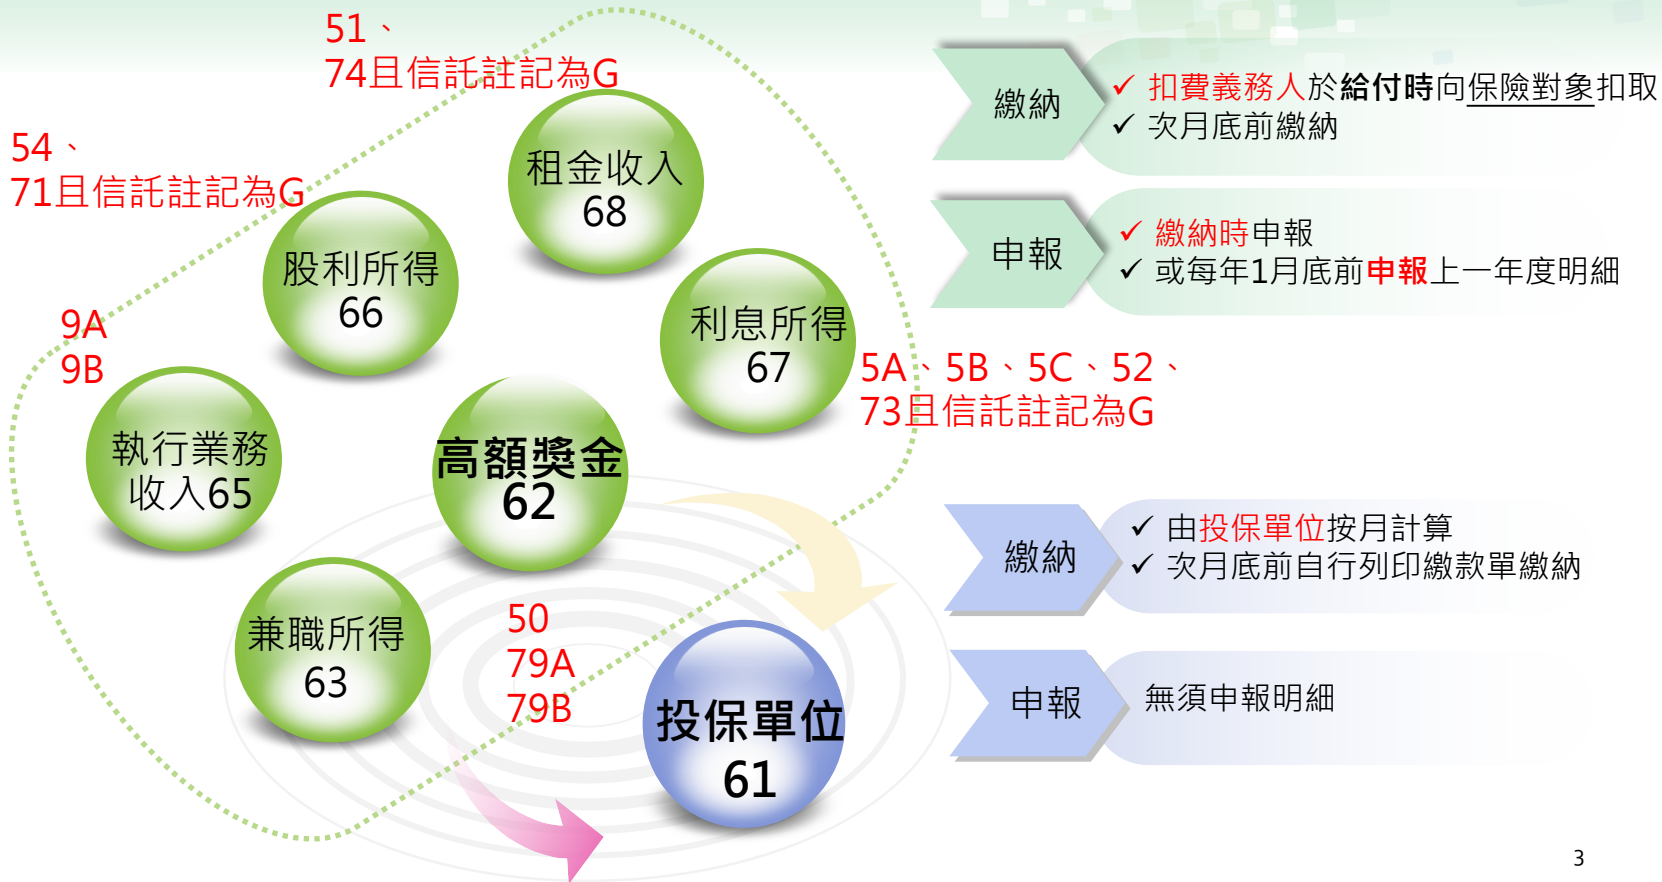 51、
74且信託註記為G
54、
71且信託註記為G
租金收入
68
股利所得
66
9A
9B
利息所得
67
5A、5B、5C、52、
73且信託註記為G
執行業務
收入65
高額獎金
62
兼職所得
63
50
79A
79B
投保單位
61
繳納
✓ 扣費義務人於給付時向保險對象扣取
✓ 次月底前繳納
申報
✓ 繳納時申報
✓ 或每年1月底前申報上一年度明細
繳納
✓ 由投保單位按月計算
✓ 次月底前自行列印繳款單繳納
申報
無須申報明細
3